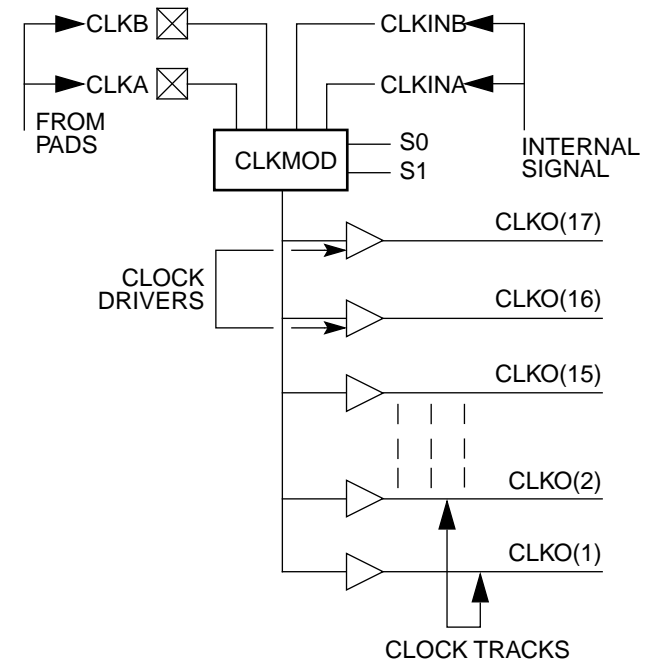 CLKB
CLKINB
CLKA
CLKINA
FROM
PADS
CLKMOD
S0
S1
INTERNAL
SIGNAL
CLKO(17)
CLOCK
DRIVERS
CLKO(16)
CLKO(15)
CLKO(2)
CLKO(1)
CLOCK TRACKS